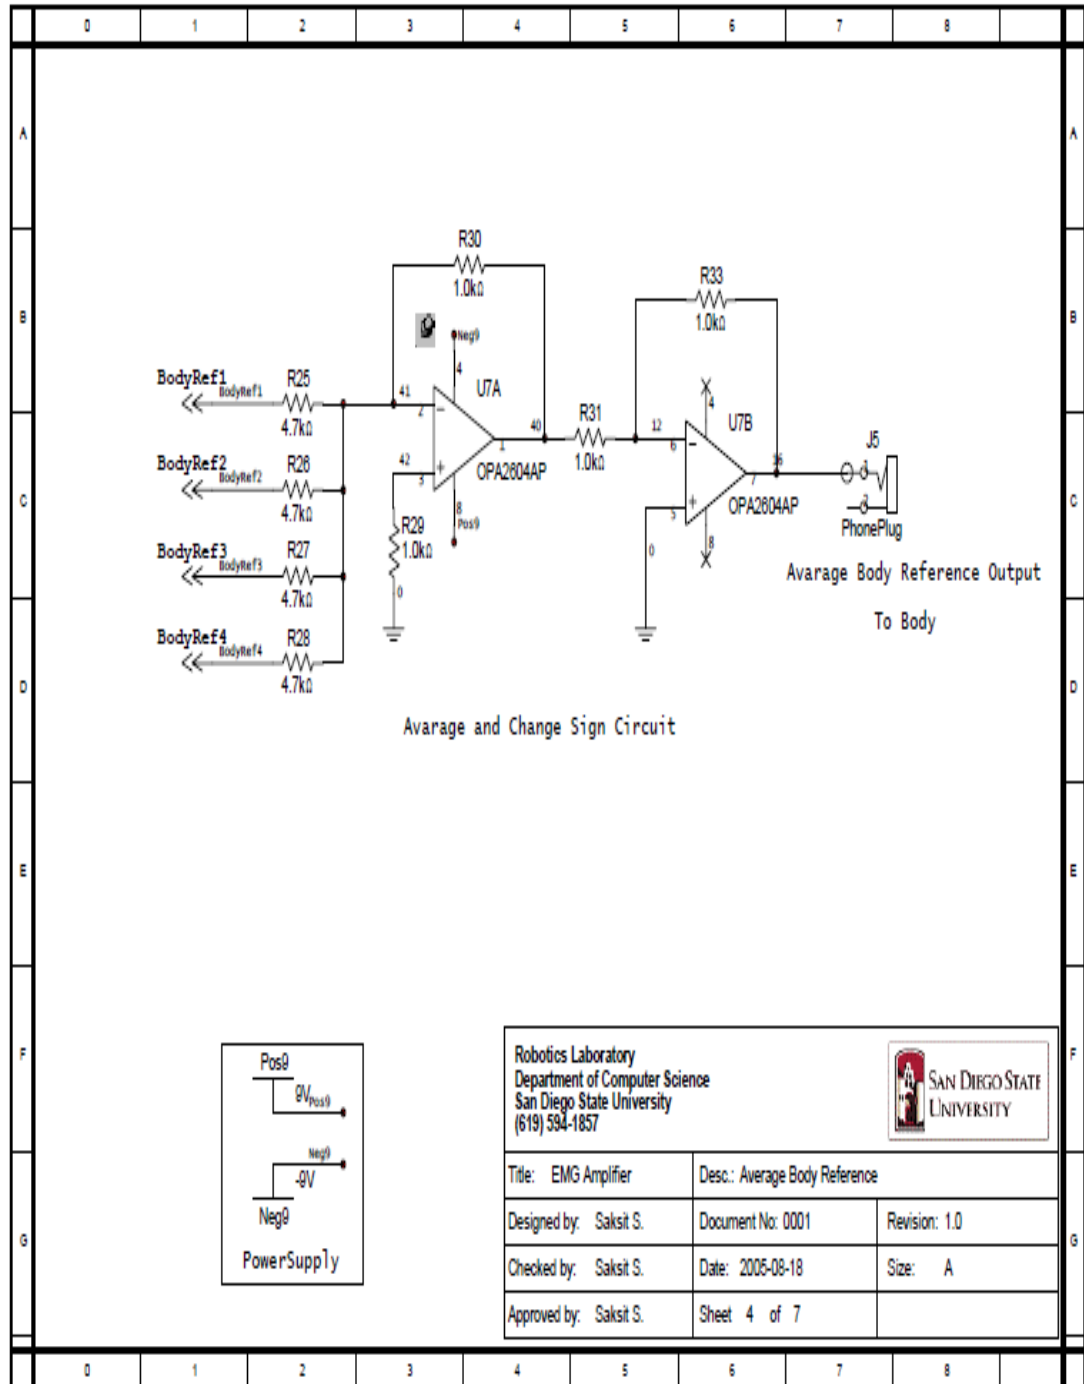 0 1 2 3 4 5 6 7 8
A A
R30
1.0kΩ
R33
1.0kΩ
B B
Neg9
4
U7A
BodyRef1
BodyRef1
R25
4.7kΩ
41
2
40
1
OPA2604AP
R31
1.0kΩ
12
6
4
U7B
16
7
OPA2604AP
J5
1
2
PhonePlug
BodyRef2
BodyRef2
R26
4.7kΩ
42
3
8
Pos9
R29
1.0kΩ
0
5
0
8
C C
BodyRef3
BodyRef3
R27
4.7kΩ
Avarage Body Reference Output
To Body
BodyRef4
BodyRef4
R28
4.7kΩ
D D
Avarage and Change Sign Circuit
E E
F F
Pos9
9V
Pos9
Neg9
-9V
Neg9
PowerSupply
Robotics Laboratory
Department of Computer Science
San Diego State University
(619) 594-1857
SAN DIEGO STATE
UNIVERSITY
Title: EMG Amplifier Desc.: Average Body Reference
Designed by: Saksit S. Document No: 0001 Revision: 1.0
Checked by: Saksit S. Date: 2005-08-18 Size: A
Approved by: Saksit S. Sheet 4 of 7
G G
0 1 2 3 4 5 6 7 8